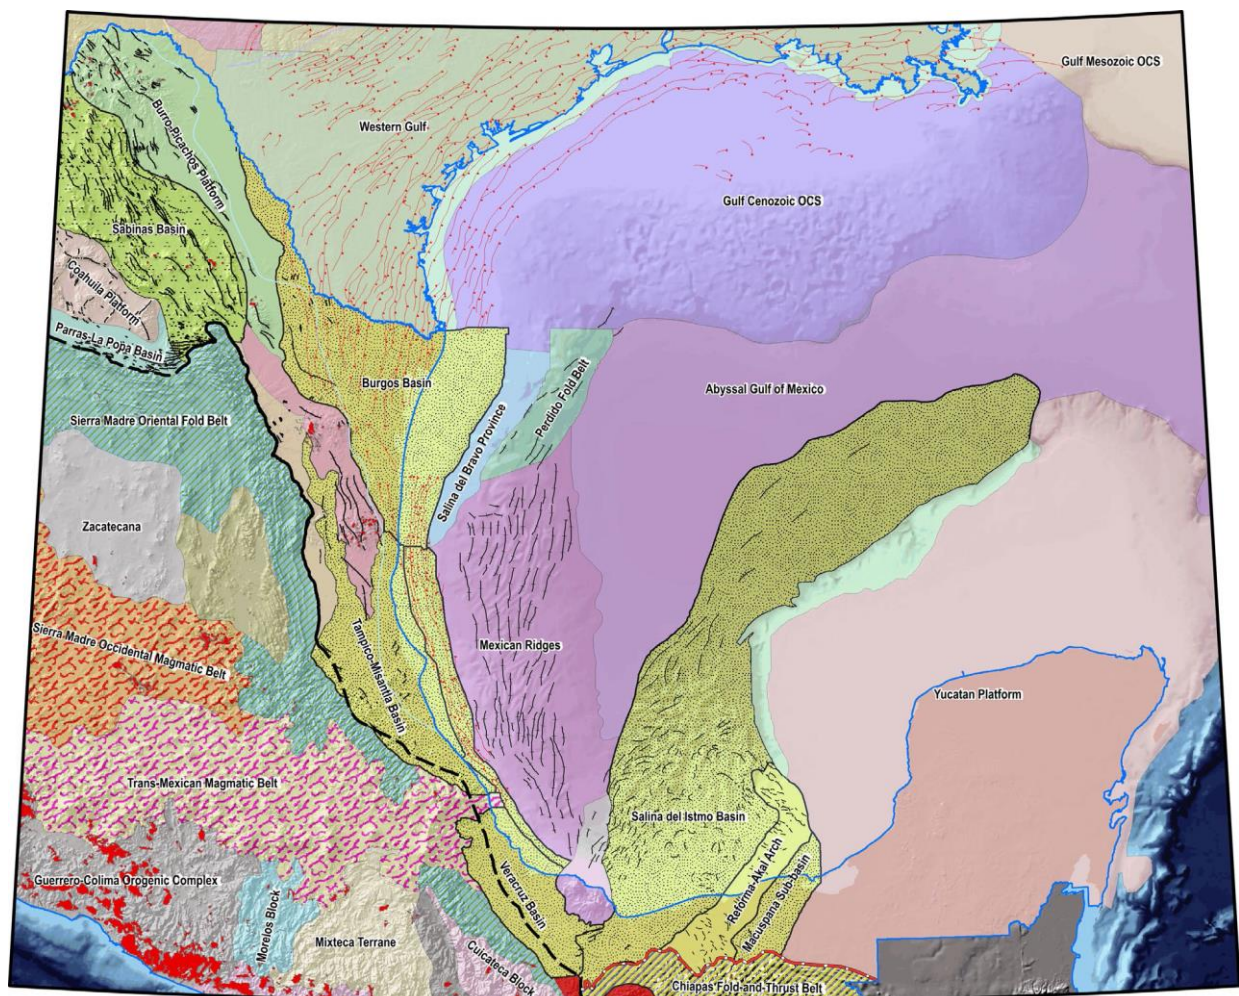 Gulf Mesozoic OCS
Western Gulf
Burro-Picachos Platform
Gulf Cenozoic OCS
Sabinas Basin
Coahuila Platform
Parras-La Popa Basin
Burgos Basin
Perdido Fold Belt
Abyssal Gulf of Mexico
Sierra Madre Oriental Fold Belt
Salina del Bravo Province
Zacatecana
Sierra Madre Occidental Magmatic Belt
Tampico-Misantla Basin
Mexican Ridges
Yucatan Platform
Trans-Mexican Magmatic Belt
Salina del Istmo Basin
Guerrero-Colima Orogenic Complex
Veracruz Basin
Reforma-Akal Arch
Macuspana Sub-basin
Morelos Block
Mixteca Terrane
Cuicateca Block
Chiapas Fold-and-Thrust Belt